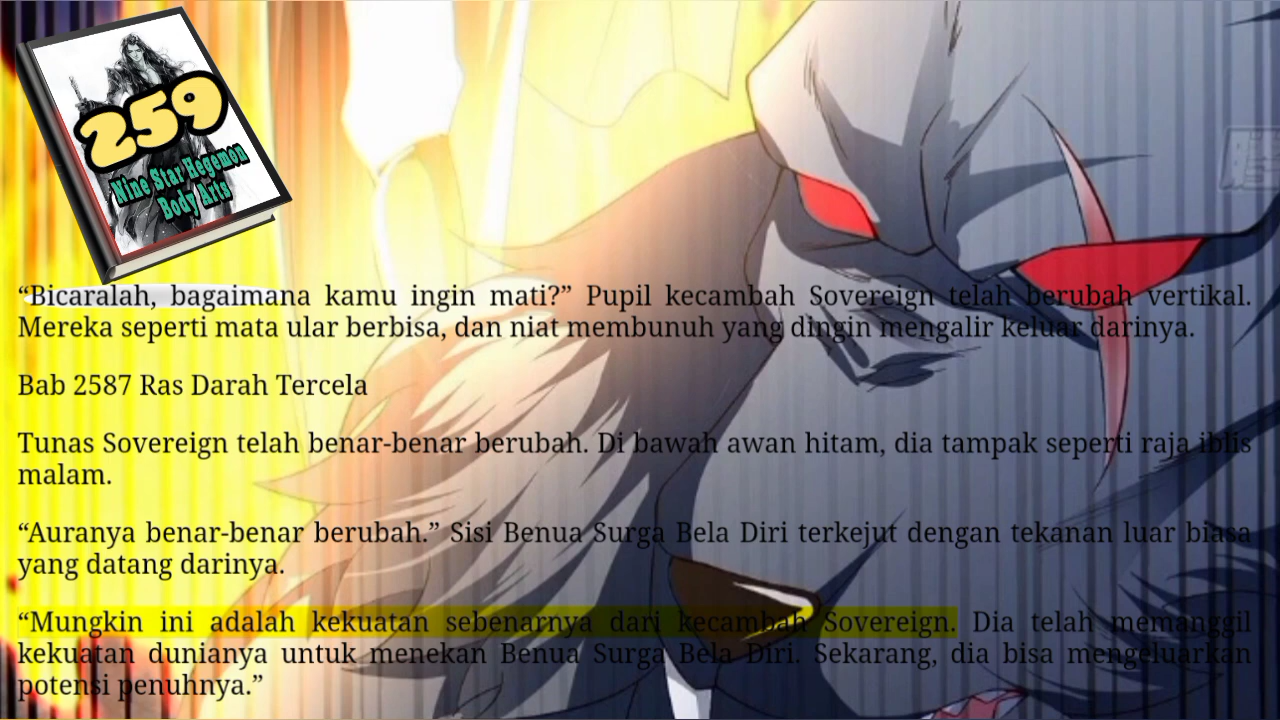 259
Nine Star Hegemon
Body Arts
“Bicaralah, bagaimana kamu ingin mati?” Pupil kecambah Sovereign telah berubah vertikal.
Mereka seperti mata ular berbisa, dan niat membunuh yang dingin mengalir keluar darinya.
Bab 2587 Ras Darah Tercela
Tunas Sovereign telah benar-benar berubah. Di bawah awan hitam, dia tampak seperti raja iblis
malam.
“Auranya benar-benar berubah.” Sisi Benua Surga Bela Diri terkejut dengan tekanan luar biasa
yang datang darinya.
“Mungkin ini adalah kekuatan sebenarnya dari kecambah Sovereign. Dia telah memanggil
kekuatan dunianya untuk menekan Benua Surga Bela Diri. Sekarang, dia bisa mengeluarkan
potensi penuhnya.”